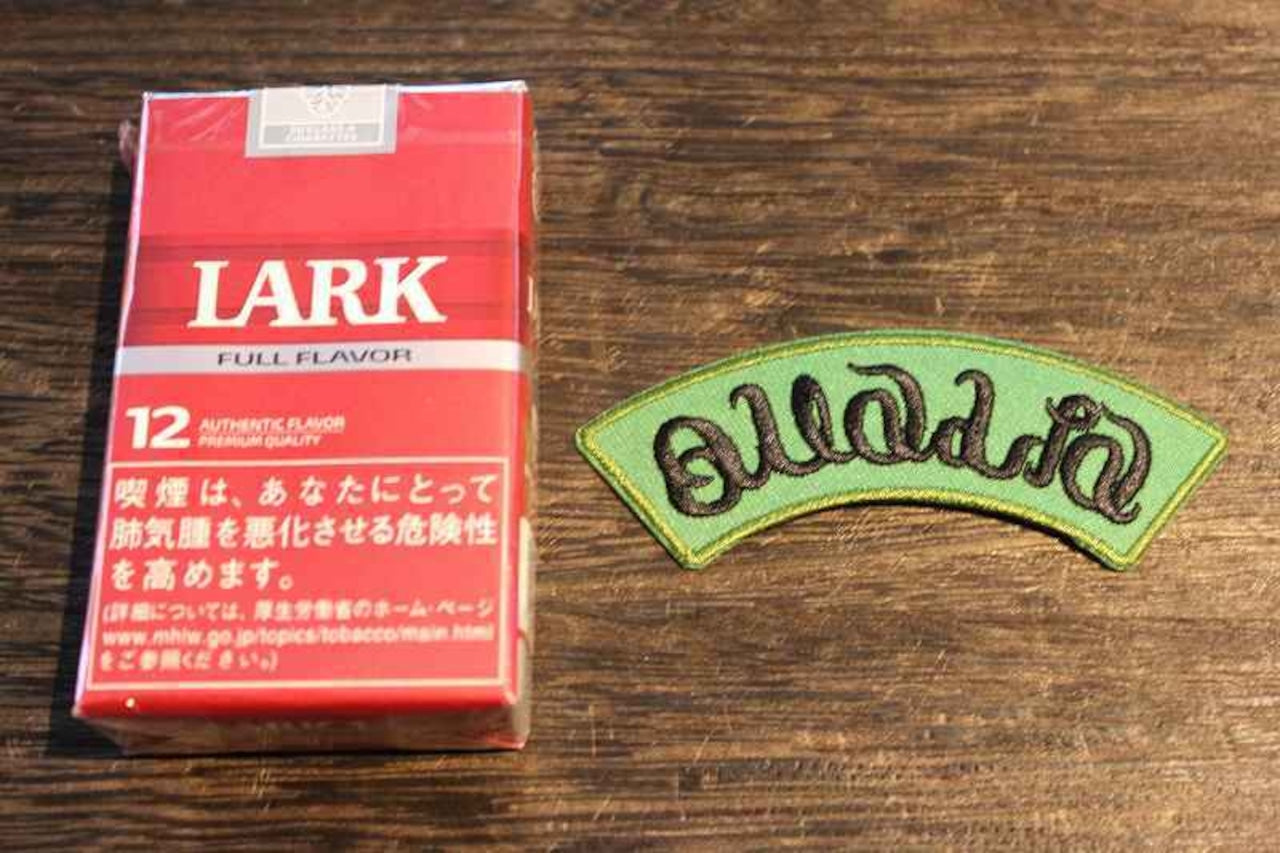 LARK
FULL FLAVOR
12 AUTHENTIC FLAVOR
PREMIUM QUALITY
喫煙は、あなたにとって
肺気腫を悪化させる危険性
を高めます。
(詳細については、厚生労働省のホーム・ページ
www.mhlw.go.jp/topics/tobacco/main.html
をご参照ください。)